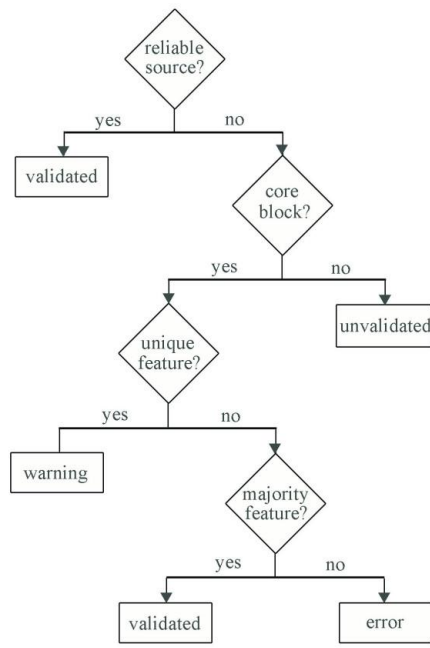 reliable
source?
yes
no
validated
core
block?
yes
no
unique
feature?
unvalidated
yes
no
warning
majority
feature?
yes
no
validated
error